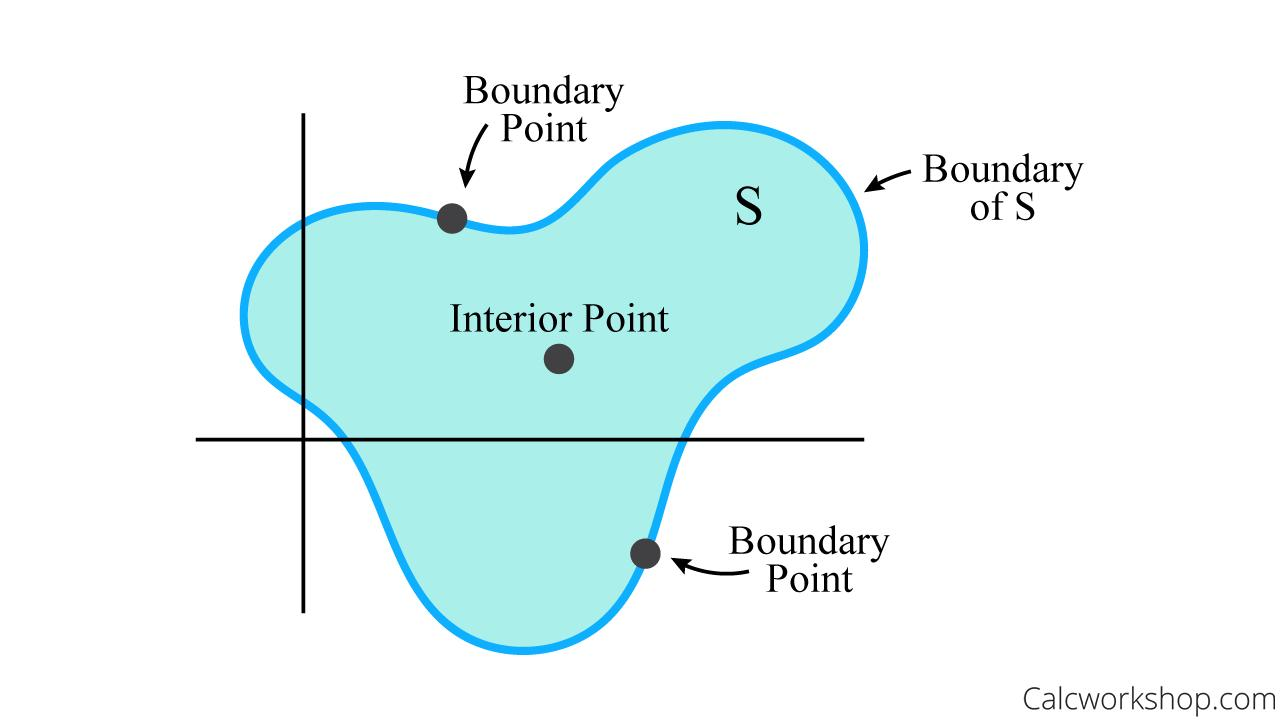 Boundary
Point
Boundary
of S
S
Interior Point
Boundary
Point
Calcworkshop.com